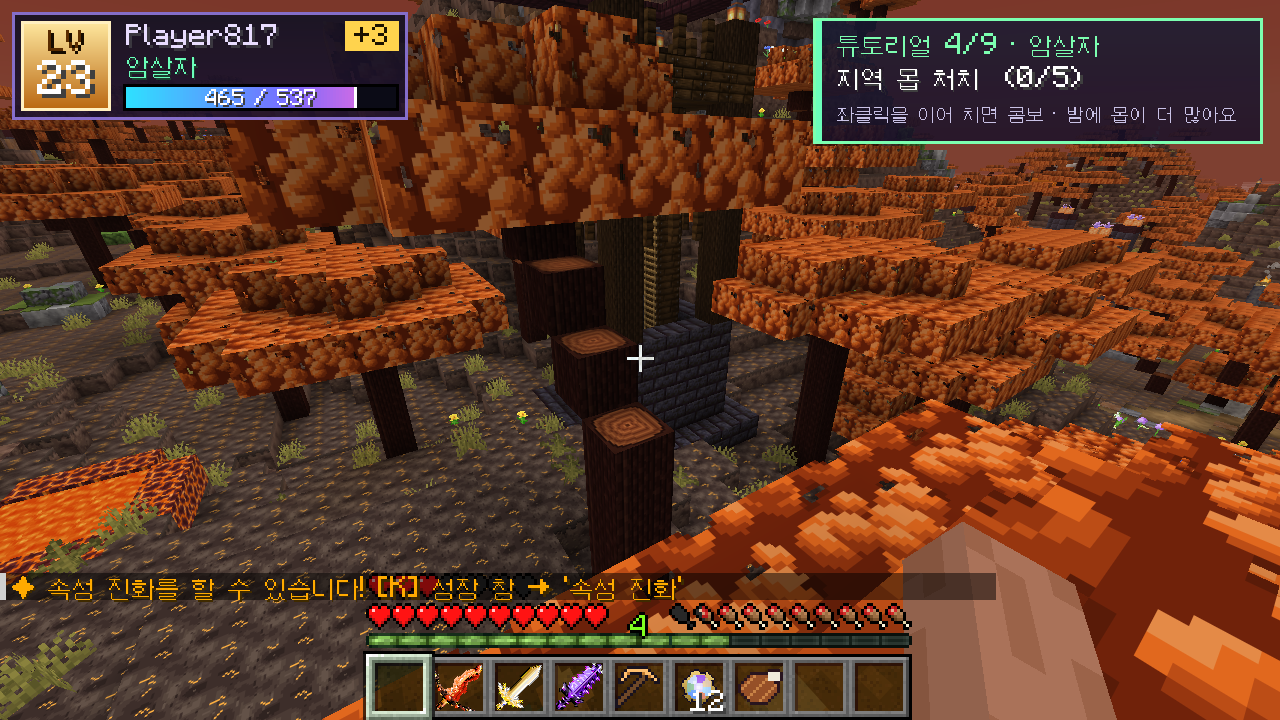 LV
23
Player817
+3
암살자
465 / 537
튜토리얼 4/9 · 암살자
지역 몹 처치 (0/5)
좌클릭을 이어 치면 콤보 · 밤에 몹이 더 많아요
✦ 속성 진화를 할 수 있습니다! [K] 성장 창 → '속성 진화'
4
12